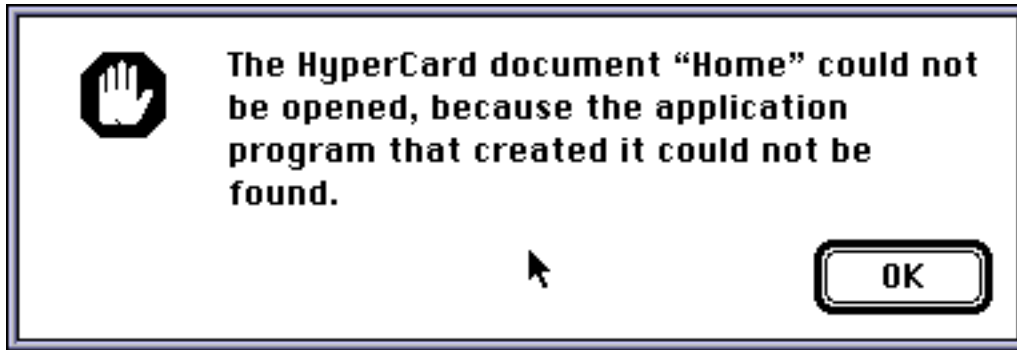 The HyperCard document “Home” could not
be opened, because the application
program that created it could not be
found.
OK